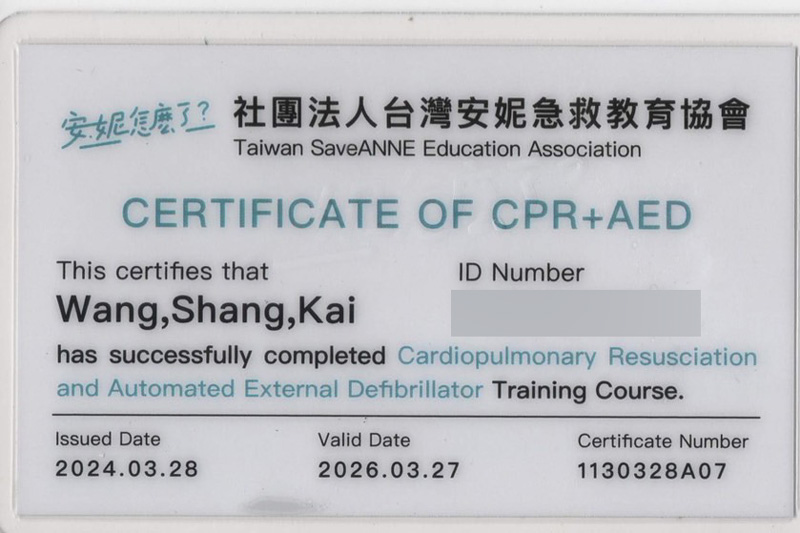 安妮怎麼了?
社團法人台灣安妮急救教育協會
Taiwan SaveANNE Education Association
CERTIFICATE OF CPR+AED
This certifies that
ID Number
Wang,Shang,Kai
has successfully completed Cardiopulmonary Resusciation
and Automated External Defibrillator Training Course.
Issued Date
Valid Date
Certificate Number
2024.03.28
2026.03.27
1130328A07